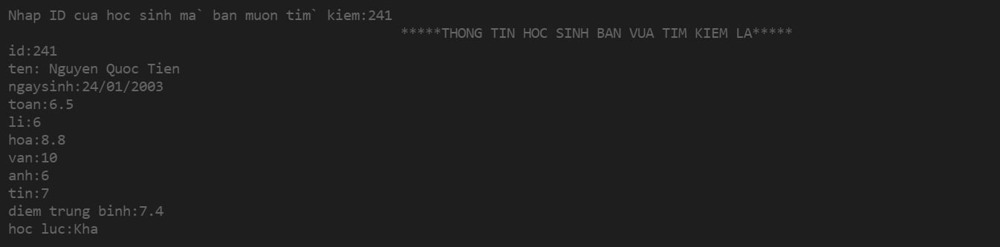 Nhap ID cua hoc sinh ma` ban muon tim` kiem:241
*****THONG TIN HOC SINH BAN VUA TIM KIEM LA*****
id:241
ten: Nguyen Quoc Tien
ngaysinh:24/01/2003
toan:6.5
li:6
hoa:8.8
van:10
anh:6
tin:7
diem trung binh:7.4
hoc luc:Kha